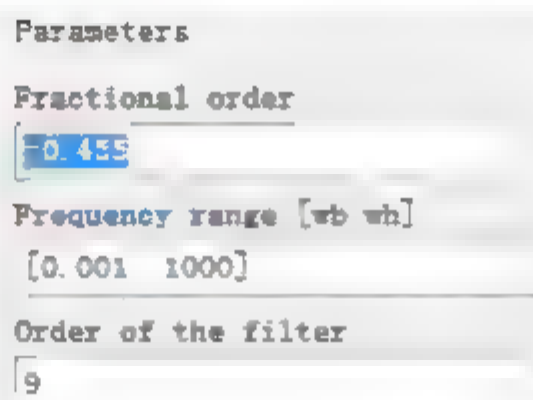 Parameters
Fractional order
-0.455
Frequency range [wb wh]
[0.001 1000]
Order of the filter
9